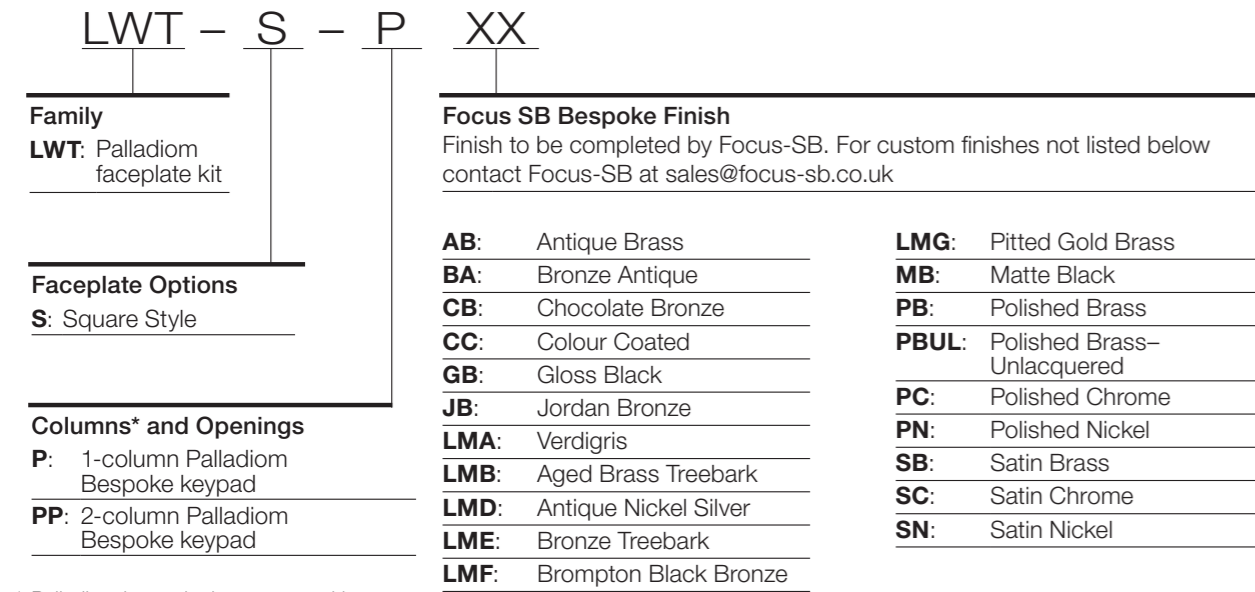 LWT – S – P XX
Family
LWT: Palladiom
faceplate kit
Faceplate Options
S: Square Style
Columns* and Openings
P: 1-column Palladiom
Bespoke keypad
PP: 2-column Palladiom
Bespoke keypad
Focus SB Bespoke Finish
Finish to be completed by Focus-SB. For custom finishes not listed below
contact Focus-SB at sales@focus-sb.co.uk
AB: Antique Brass
BA: Bronze Antique
CB: Chocolate Bronze
CC: Colour Coated
GB: Gloss Black
JB: Jordan Bronze
LMA: Verdigris
LMB: Aged Brass Treebark
LMD: Antique Nickel Silver
LME: Bronze Treebark
LMF: Brompton Black Bronze
LMG: Pitted Gold Brass
MB: Matte Black
PB: Polished Brass
PBUL: Polished Brass–
Unlacquered
PC: Polished Chrome
PN: Polished Nickel
SB: Satin Brass
SC: Satin Chrome
SN: Satin Nickel